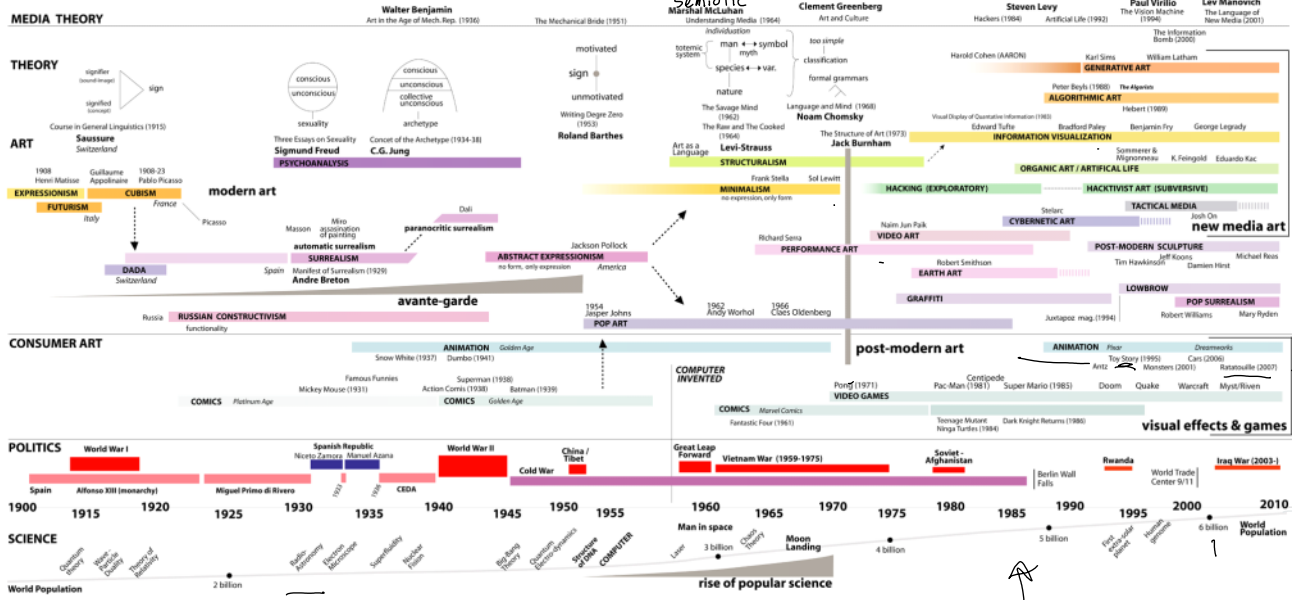 MEDIA THEORY
Walter Benjamin
Art in the Age of Mech. Rep. (1936)
The Mechanical Bride (1951)
semiotic
Marshal McLuhan
Understanding Media (1964)
Clement Greenberg
Art and Culture
Steven Levy
Hackers (1984)
Artificial Life (1992)
Paul Virilio
The Vision Machine
(1994)
Lev Manovich
The Language of
New Media (2001)
The Information
Bomb (2000)
THEORY
signifier
(sound-image)
sign
signified
(concept)
Course in General Linguistics (1915)
Saussure
Switzerland
conscious
unconscious
sexuality
Three Essays on Sexuality
Sigmund Freud
conscious
unconscious
collective
unconscious
archetype
Concet of the Archetype (1934-38)
C.G. Jung
PSYCHOANALYSIS
motivated
sign
unmotivated
Writing Degre Zero
(1953)
Roland Barthes
Individuation
totemic
system
man
symbol
myth
species
var.
nature
The Savage Mind
(1962)
The Raw and The Cooked
(1964)
Levi-Strauss
too simple
classification
formal grammars
Language and Mind (1968)
Noam Chomsky
The Structure of Art (1973)
Jack Burnham
Art as a
Language
STRUCTURALISM
Harold Cohen (AARON)
Karl Sims
William Latham
GENERATIVE ART
Peter Beyls (1988)
The Algorists
ALGORITHMIC ART
Hebert (1989)
Visual Display of Quantitative Information (1983)
Edward Tufte
Bradford Paley
Benjamin Fry
George Legrady
INFORMATION VISUALIZATION
Sommerer &
Mignonneau
K.Feingold
Eduardo Kac
ORGANIC ART / ARTIFICAL LIFE
HACKING (EXPLORATORY)
HACKTIVIST ART (SUBVERSIVE)
TACTICAL MEDIA
Josh On
Stelarc
CYBERNETIC ART
new media art
ART
1908
Henri Matisse
Guillaume
Appolinaire
1908-23
Pablo Picasso
EXPRESSIONISM
CUBISM
FUTURISM
Italy
France
Picasso
modern art
DADA
Switzerland
Masson
Miro
assasination
of painting
automatic surrealism
SURREALISM
Spain
Manifest of Surrealism (1929)
Andre Breton
Dali
paranocritic surrealism
avante-garde
Russia
RUSSIAN CONSTRUCTIVISM
functionality
Jackson Pollock
ABSTRACT EXPRESSIONISM
no form, only expression
America
Frank Stella
Sol Lewitt
MINIMALISM
no expression, only form
Richard Serra
PERFORMANCE ART
Naim Jun Paik
VIDEO ART
Robert Smithson
EARTH ART
GRAFFITI
POST-MODERN SCULPTURE
Tim Hawkinson
Jeff Koons
Damien Hirst
Michael Reas
LOWBROW
POP SURREALISM
Juxtapoz mag. (1994)
Robert Williams
Mary Ryden
1954
Jasper Johns
1962
Andy Worhol
1966
Claes Oldenberg
POP ART
post-modern art
CONSUMER ART
ANIMATION Golden Age
Snow White (1937)
Dumbo (1941)
ANIMATION Pixar
Dreamworks
Antz
Toy Story (1995)
Monsters (2001)
Cars (2006)
Ratatouille (2007)
Famous Funnies
Mickey Mouse (1931)
Superman (1938)
Action Comis (1938)
Batman (1939)
COMICS Platinum Age
COMICS Golden Age
COMPUTER
INVENTED
Pong (1971)
Centipede
Pac-Man (1981)
Super Mario (1985)
Doom
Quake
Warcraft
Myst/Riven
VIDEO GAMES
COMICS Marvel Comics
Fantastic Four (1961)
Teenage Mutant
Ninga Turtles (1984)
Dark Knight Returns (1986)
visual effects & games
POLITICS
World War I
Spanish Republic
Niceto Zamora
Manuel Azana
World War II
China /
Tibet
Great Leap
Forward
Vietnam War (1959-1975)
Soviet -
Afghanistan
Rwanda
World Trade
Center 9/11
Iraq War (2003-)
Cold War
Berlin Wall
Falls
Spain
Alfonso XIII (monarchy)
Miguel Primo di Rivero
1933
1936
CEDA
1900
1915
1920
1925
1930
1935
1940
1945
1950
1955
1960
1965
1970
1975
1980
1985
1990
1995
2000
2010
SCIENCE
Quantum
Theory
Wave-
Particle
Duality
Theory of
Relativity
Radio-
Astronomy
Electron
Microscope
Superfluidity
Nuclear
Fission
Big-Bang
Theory
Quantum
Electro-dynamics
Structure
of DNA
COMPUTER
Man in space
Laser
Chaos
Theory
Moon
Landing
First
extra-solar
planet
Human
genome
World Population
2 billion
3 billion
4 billion
5 billion
6 billion
World
Population
rise of popular science